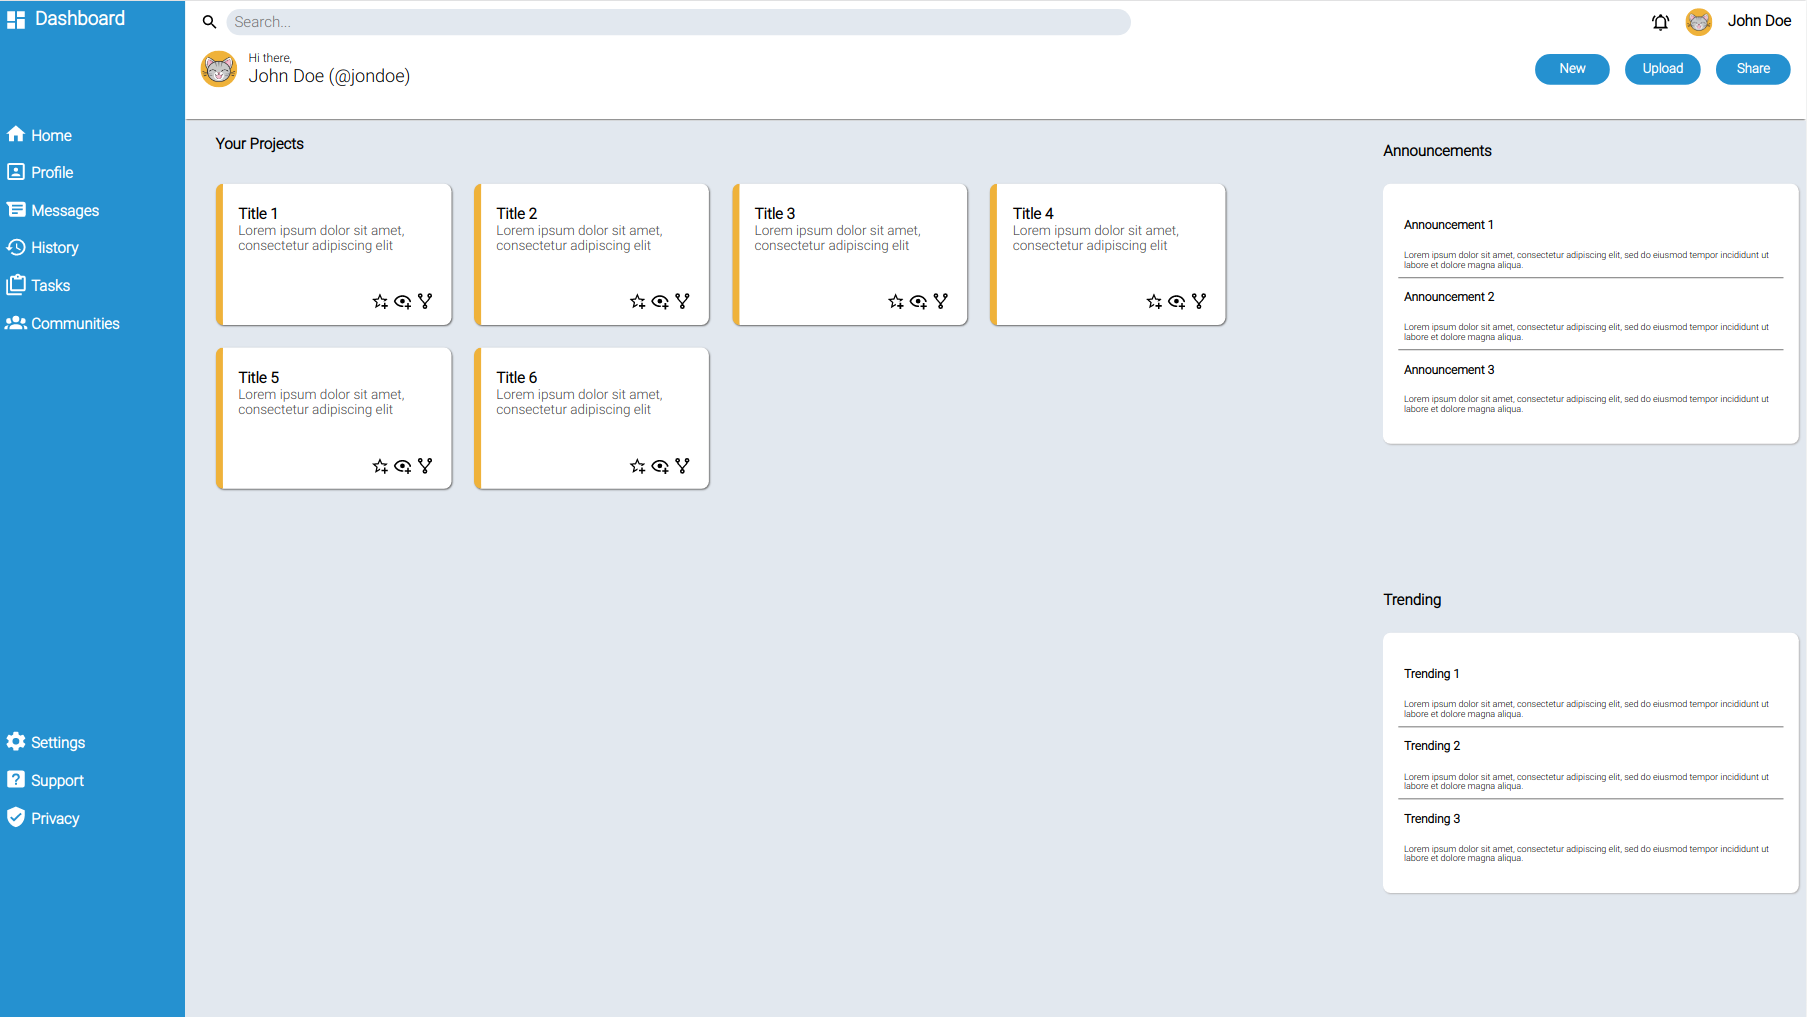 Dashboard
Home
Profile
Messages
History
Tasks
Communities
Settings
Support
Privacy
Search...
John Doe
Hi there,
John Doe (@jondoe)
New
Upload
Share
Your Projects
Title 1
Lorem ipsum dolor sit amet,
consectetur adipiscing elit
Title 2
Lorem ipsum dolor sit amet,
consectetur adipiscing elit
Title 3
Lorem ipsum dolor sit amet,
consectetur adipiscing elit
Title 4
Lorem ipsum dolor sit amet,
consectetur adipiscing elit
Title 5
Lorem ipsum dolor sit amet,
consectetur adipiscing elit
Title 6
Lorem ipsum dolor sit amet,
consectetur adipiscing elit
Announcements
Announcement 1
Lorem ipsum dolor sit amet, consectetur adipiscing elit, sed do eiusmod tempor incididunt ut
labore et dolore magna aliqua.
Announcement 2
Lorem ipsum dolor sit amet, consectetur adipiscing elit, sed do eiusmod tempor incididunt ut
labore et dolore magna aliqua.
Announcement 3
Lorem ipsum dolor sit amet, consectetur adipiscing elit, sed do eiusmod tempor incididunt ut
labore et dolore magna aliqua.
Trending
Trending 1
Lorem ipsum dolor sit amet, consectetur adipiscing elit, sed do eiusmod tempor incididunt ut
labore et dolore magna aliqua.
Trending 2
Lorem ipsum dolor sit amet, consectetur adipiscing elit, sed do eiusmod tempor incididunt ut
labore et dolore magna aliqua.
Trending 3
Lorem ipsum dolor sit amet, consectetur adipiscing elit, sed do eiusmod tempor incididunt ut
labore et dolore magna aliqua.